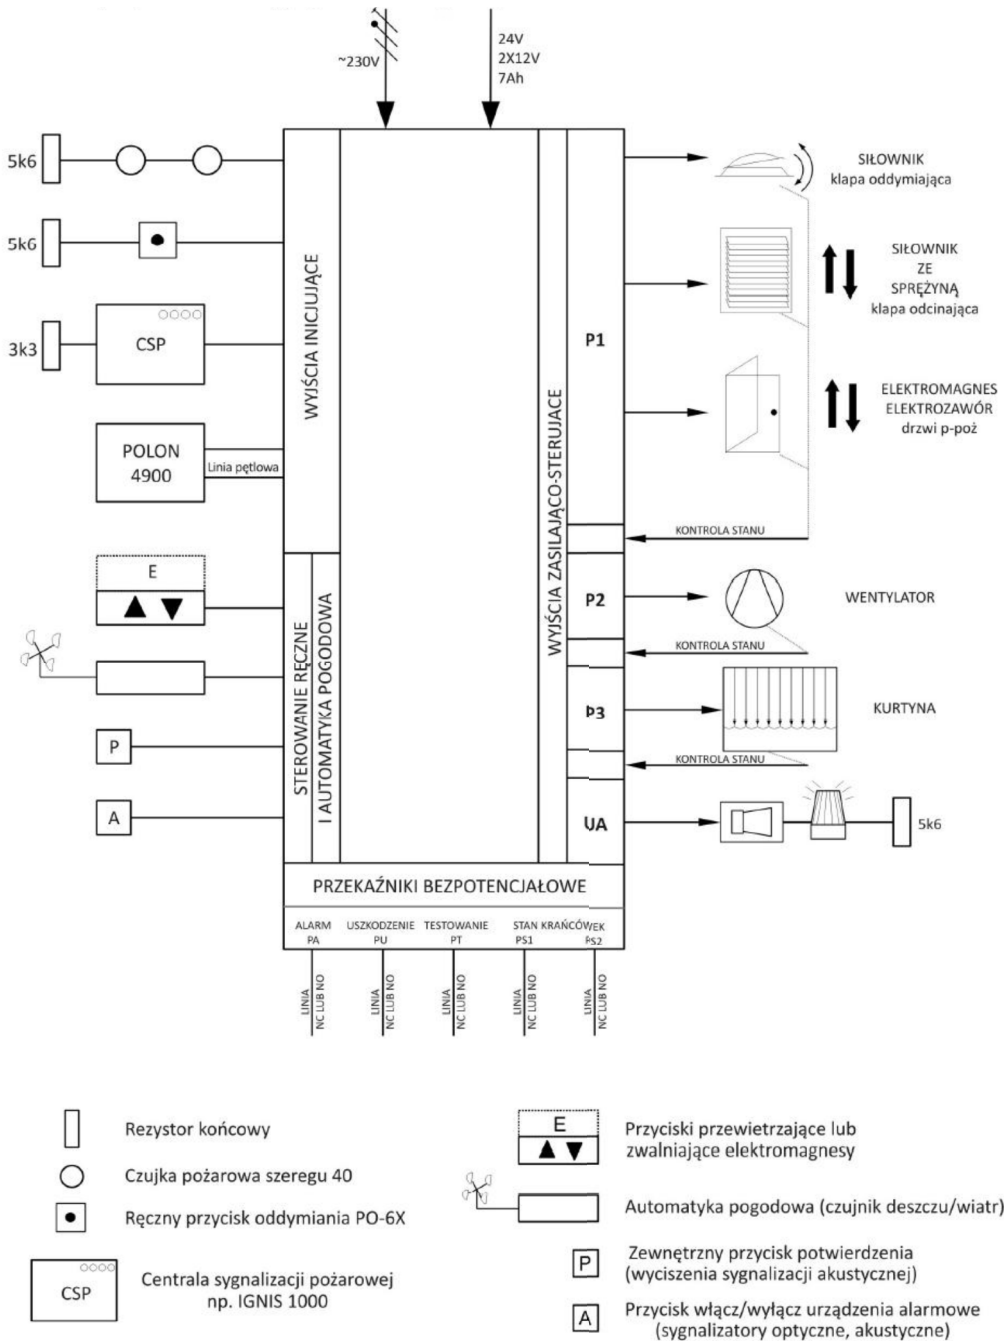 ~230V
24V
2X12V
7Ah
5k6
5k6
3k3
CSP
POLON
4900
Linia pętlowa
E
P
A
WYJŚCIA INICJUJĄCE
STEROWANIE RĘCZNE
I AUTOMATYKA POGODOWA
WYJŚCIA ZASILAJĄCO-STERUJĄCE
P1
P2
P3
UA
SIŁOWNIK
klapa oddymiająca
SIŁOWNIK
ZE
SPRĘŻYNĄ
klapa odcinająca
ELEKTROMAGNES
ELEKTROZAWÓR
drzwi p-poż
KONTROLA STANU
WENTYLATOR
KONTROLA STANU
KURTYNA
KONTROLA STANU
5k6
PRZEKAŹNIKI BEZPOTENCJAŁOWE
ALARM
PA
USZKODZENIE
PU
TESTOWANIE
PT
STAN KRAŃCÓWEK
PS1
PS2
LINIA
NC LUB NO
LINIA
NC LUB NO
LINIA
NC LUB NO
LINIA
NC LUB NO
LINIA
NC LUB NO
Rezystor końcowy
Czujka pożarowa szeregu 40
Ręczny przycisk oddymiania PO-6X
CSP
Centrala sygnalizacji pożarowej
np. IGNIS 1000
E
Przyciski przewietrzające lub
zwalniające elektromagnesy
Automatyka pogodowa (czujnik deszczu/wiatr)
P
Zewnętrzny przycisk potwierdzenia
(wyciszenia sygnalizacji akustycznej)
A
Przycisk włącz/wyłącz urządzenia alarmowe
(sygnalizatory optyczne, akustyczne)